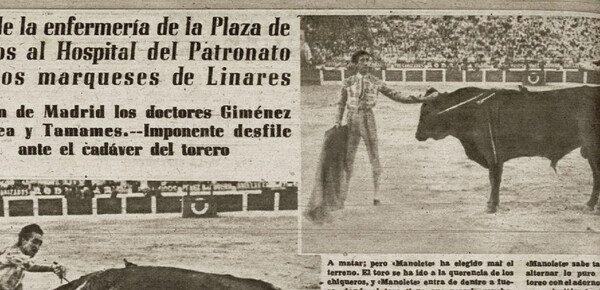 de la enfermería de la Plaza de
os al Hospital del Patronato
os marqueses de Linares
n de Madrid los doctores Giménez
ea y Tamames.--Imponente desfile
ante el cadáver del torero
A matar; pero «Manolete» ha elegido mal el
terreno. El toro se ha ido a la querencia de los
chiqueros, y «Manolete» entra de dentro a fue-
«Manolete» sabe ta
alternar lo puro
toreo con el adorno